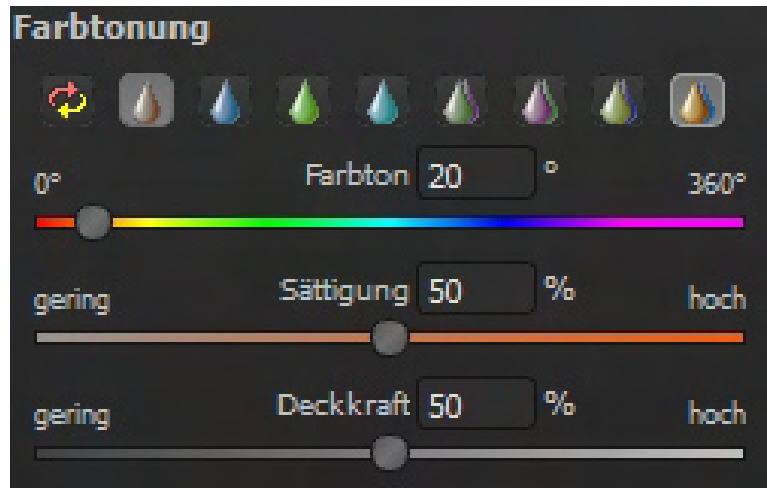 Farbtonung
0° Farbton 20 ° 360°
gering Sättigung 50 % hoch
gering Deckkraft 50 % hoch